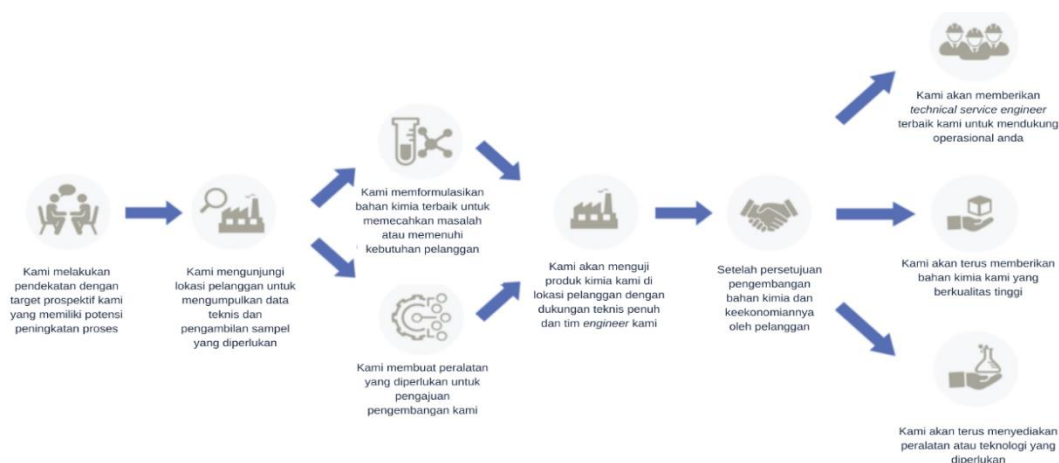 Kami melakukan
pendekatan dengan
target prospektif kami
yang memiliki potensi
peningkatan proses
Kami mengunjungi
lokasi pelanggan untuk
mengumpulkan data
teknis dan
pengambilan sampel
yang diperlukan
Kami memformulasikan
bahan kimia terbaik untuk
memecahkan masalah
atau memenuhi
kebutuhan pelanggan
Kami membuat peralatan
yang diperlukan untuk
pengajuan
pengembangan kami
Kami akan menguji
produk kimia kami di
lokasi pelanggan dengan
dukungan teknis penuh
dan tim engineer kami
Setelah persetujuan
pengembangan
bahan kimia dan
keekonomiannya
oleh pelanggan
Kami akan memberikan
technical service engineer
terbaik kami untuk mendukung
operasional anda
Kami akan terus memberikan
bahan kimia kami yang
berkualitas tinggi
Kami akan terus menyediakan
peralatan atau teknologi yang
diperlukan